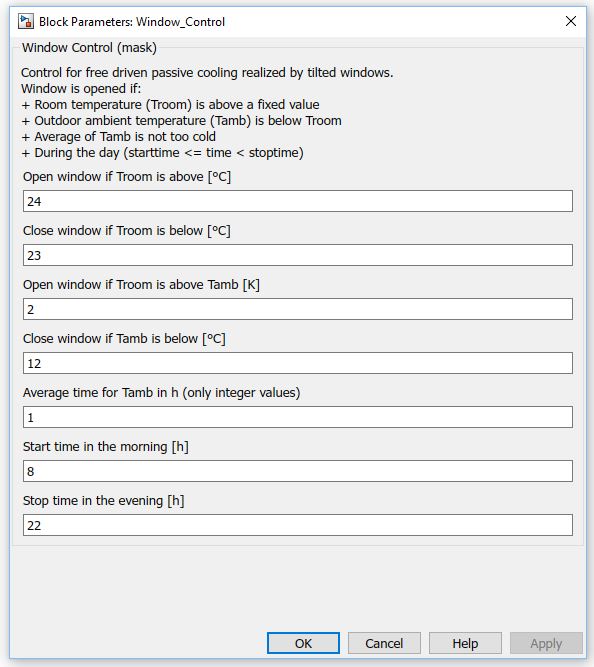 Block Parameters: Window_Control
Window Control (mask)
Control for free driven passive cooling realized by tilted windows.
Window is opened if:
+ Room temperature (Troom) is above a fixed value
+ Outdoor ambient temperature (Tamb) is below Troom
+ Average of Tamb is not too cold
+ During the day (starttime <= time < stoptime)
Open window if Troom is above [°C]
24
Close window if Troom is below [°C]
23
Open window if Troom is above Tamb [K]
2
Close window if Tamb is below [°C]
12
Average time for Tamb in h (only integer values)
1
Start time in the morning [h]
8
Stop time in the evening [h]
22
OK Cancel Help Apply